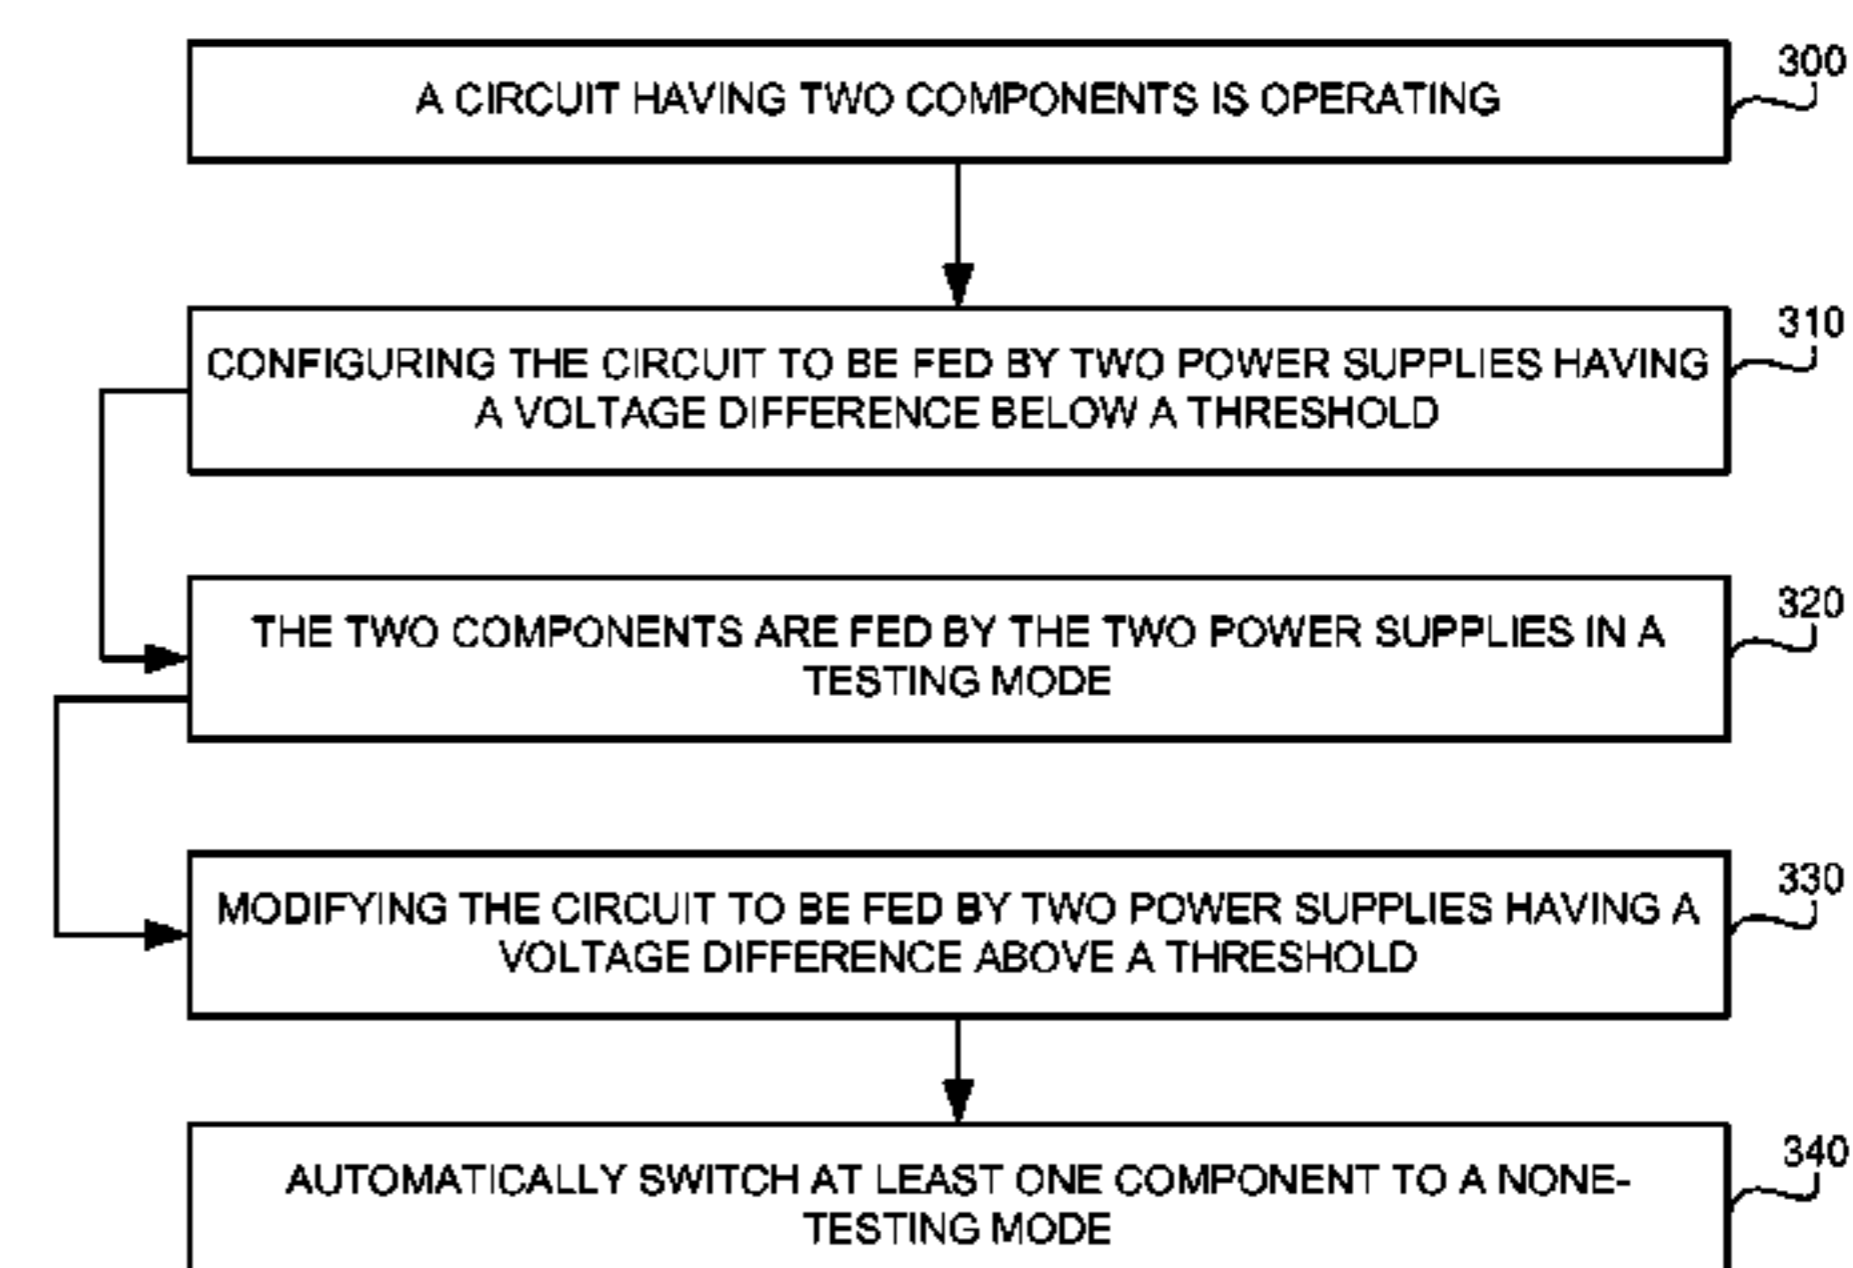 300
A CIRCUIT HAVING TWO COMPONENTS IS OPERATING
310
CONFIGURING THE CIRCUIT TO BE FED BY TWO POWER SUPPLIES HAVING
A VOLTAGE DIFFERENCE BELOW A THRESHOLD
320
THE TWO COMPONENTS ARE FED BY THE TWO POWER SUPPLIES IN A
TESTING MODE
330
MODIFYING THE CIRCUIT TO BE FED BY TWO POWER SUPPLIES HAVING A
VOLTAGE DIFFERENCE ABOVE A THRESHOLD
340
AUTOMATICALLY SWITCH AT LEAST ONE COMPONENT TO A NONE-
TESTING MODE